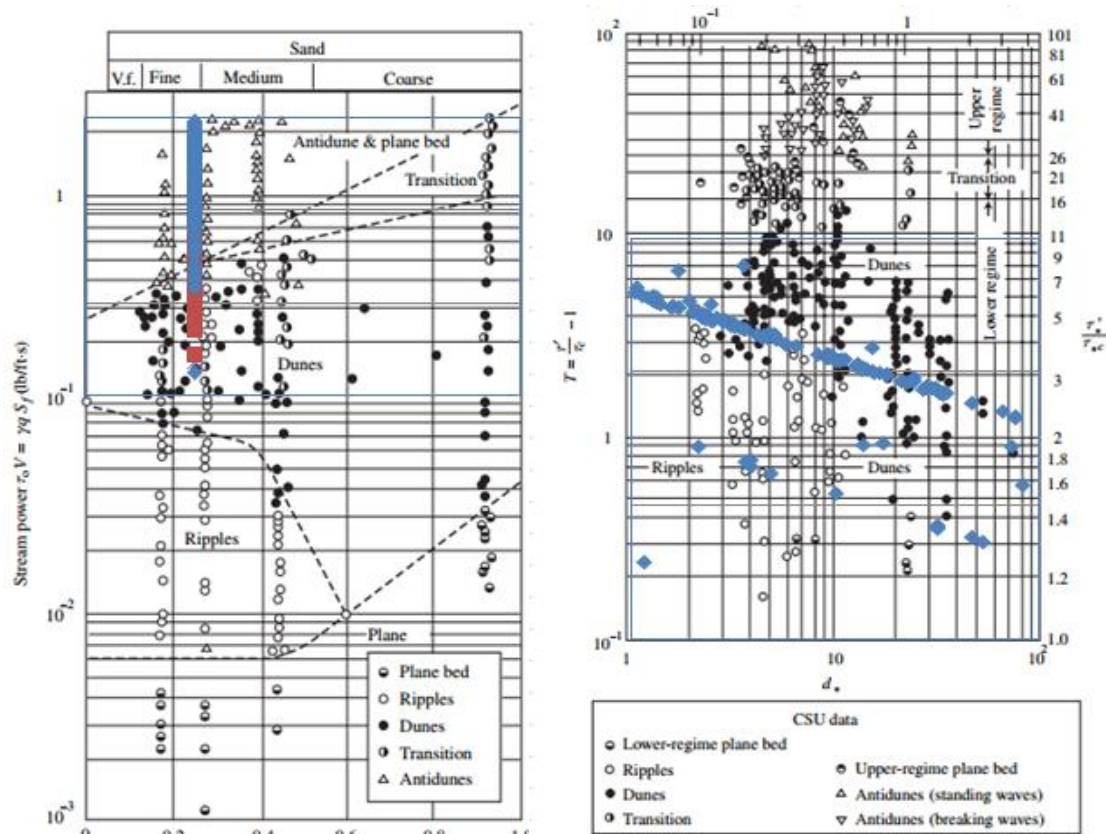 Sand
V.f.
Fine
Medium
Coarse
Stream power τ₀V = γq S_f (lb/ft·s)
1
10⁻¹
10⁻²
10⁻³
Antidune & plane bed
Transition
Dunes
Ripples
Plane
Plane bed
Ripples
Dunes
Transition
Antidunes
0
0.2
0.4
0.6
0.8
1.0
10⁻¹
1
10²
10
1
10⁻¹
T = τ'/τc − 1
Upper regime
Transition
Lower regime
Dunes
Ripples
Dunes
101
81
61
41
26
21
16
11
9
7
5
3
2
1.8
1.6
1.4
1.2
1.0
1
10
10²
d*
CSU data
Lower-regime plane bed
Ripples
Dunes
Transition
Upper-regime plane bed
Antidunes (standing waves)
Antidunes (breaking waves)